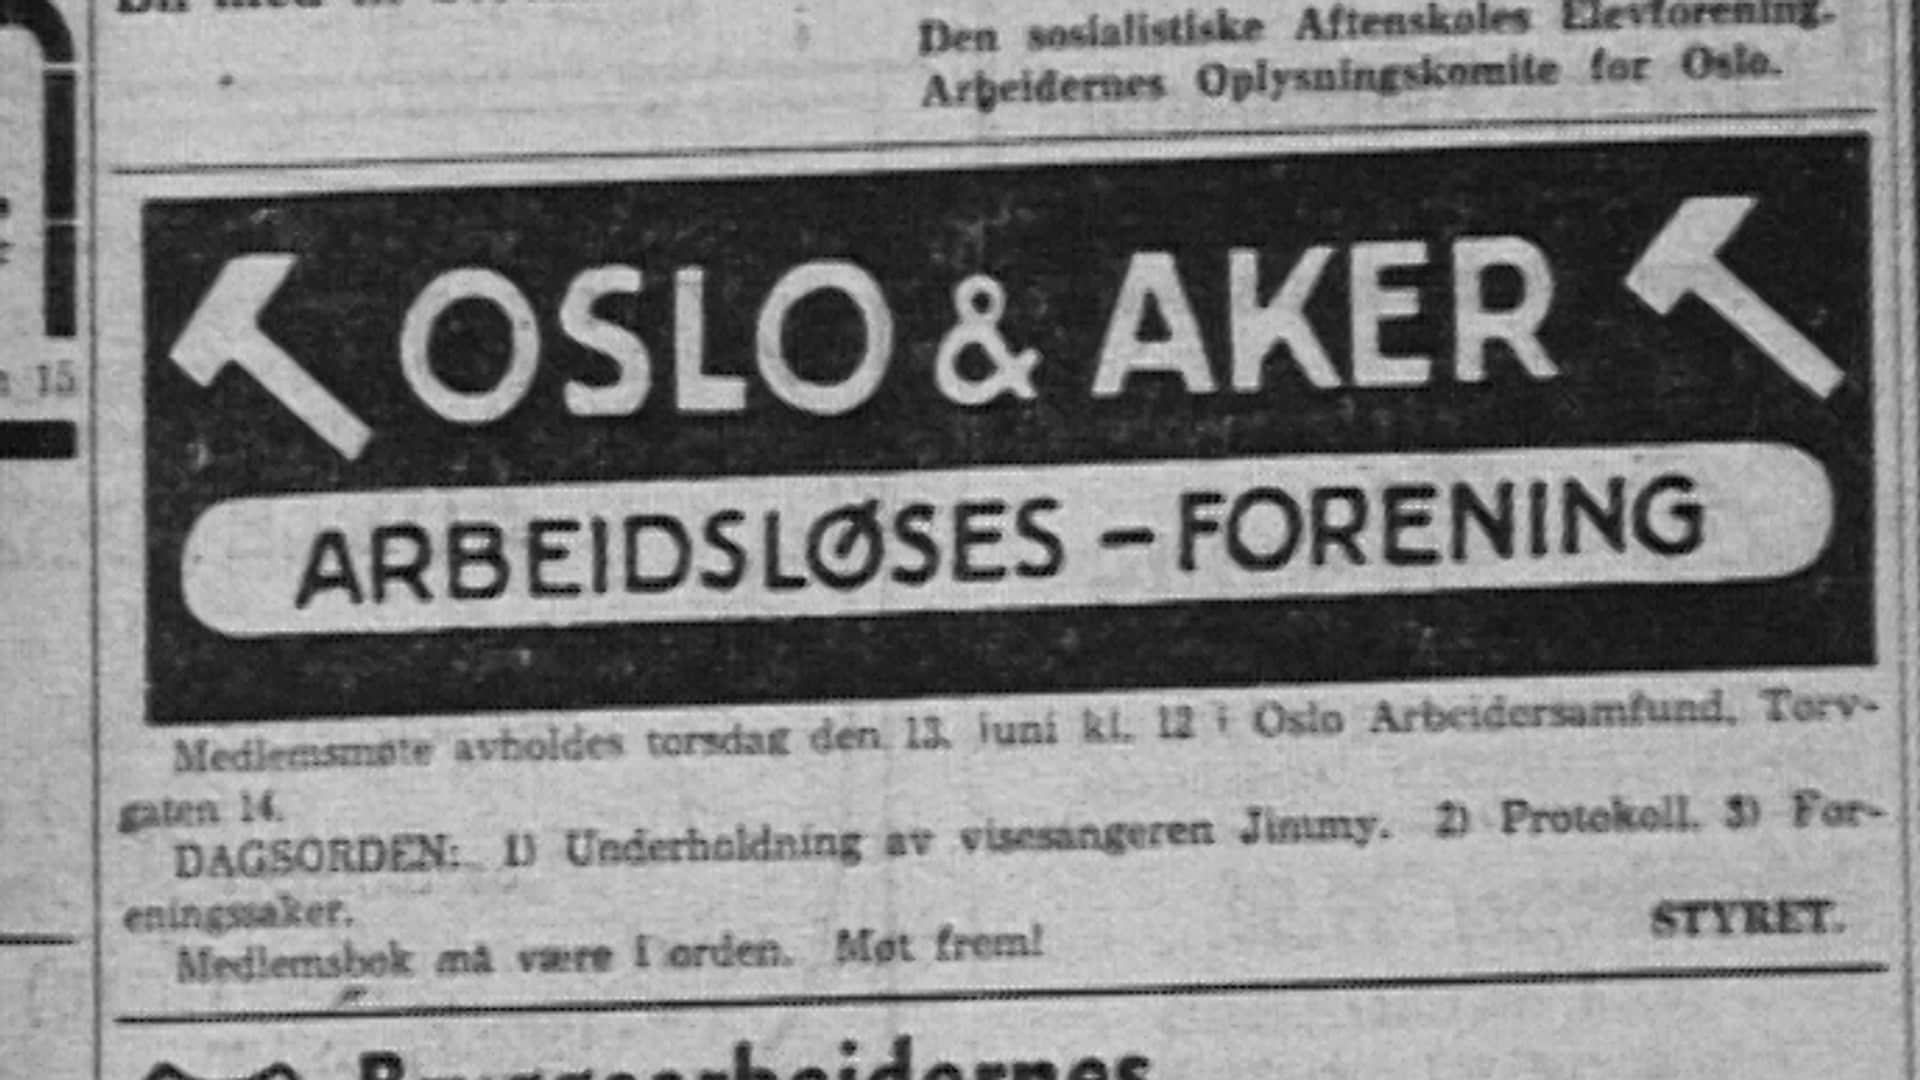 Den sosialistiske Aftenskoles Elevforening.
Arbeidernes Oplysningskomite for Oslo.
15
OSLO & AKER
ARBEIDSLØSES - FORENING
Medlemsmøte avholdes torsdag den 13. juni kl. 12 i Oslo Arbeidersamfund, Torv-
gaten 14.
DAGSORDEN: 1) Underholdning av visesangeren Jimmy. 2) Protokoll. 3) For-
eningssaker.
STYRET.
Medlemsbok må være i orden. Møt frem!
Bryggearbeidernes